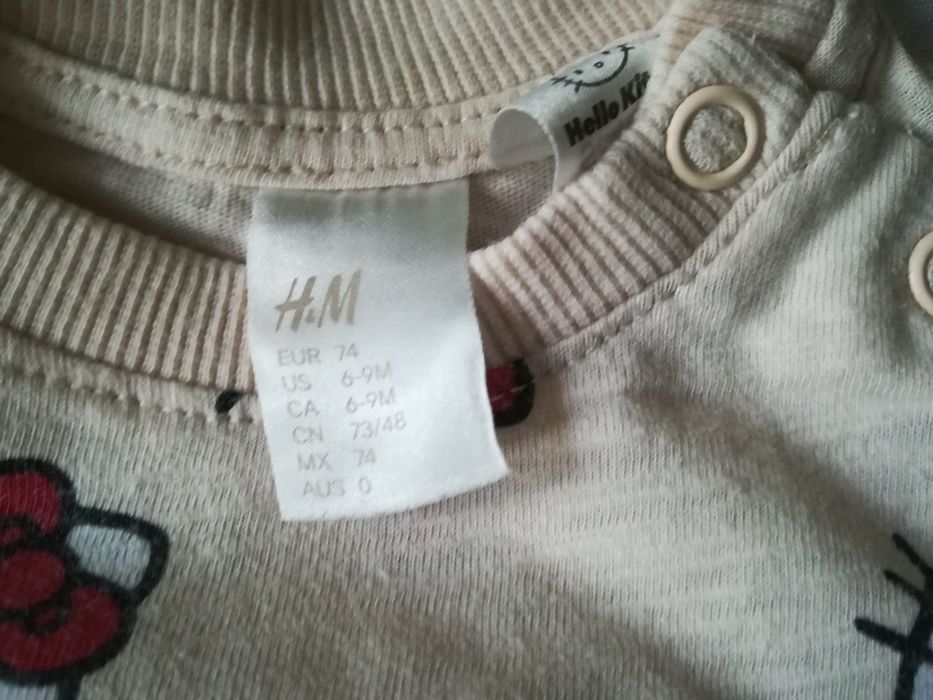 Hello Kit
H&M
EUR 74
US 6-9M
CA 6-9M
CN 73/48
MX 74
AUS 0